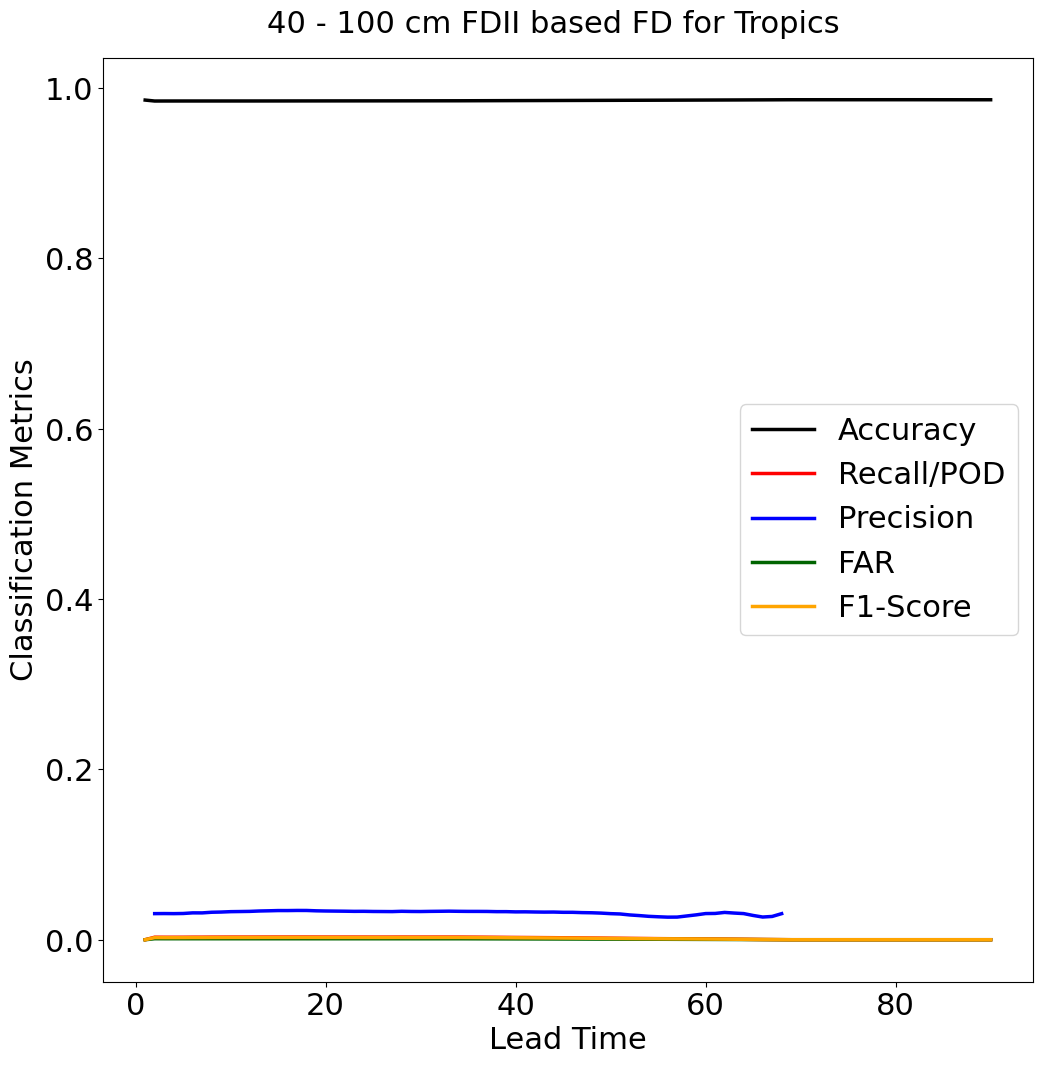 40 - 100 cm FDII based FD for Tropics
1.0
0.8
0.6
0.4
0.2
0.0
Classification Metrics
Accuracy
Recall/POD
Precision
FAR
F1-Score
0 20 40 60 80
Lead Time